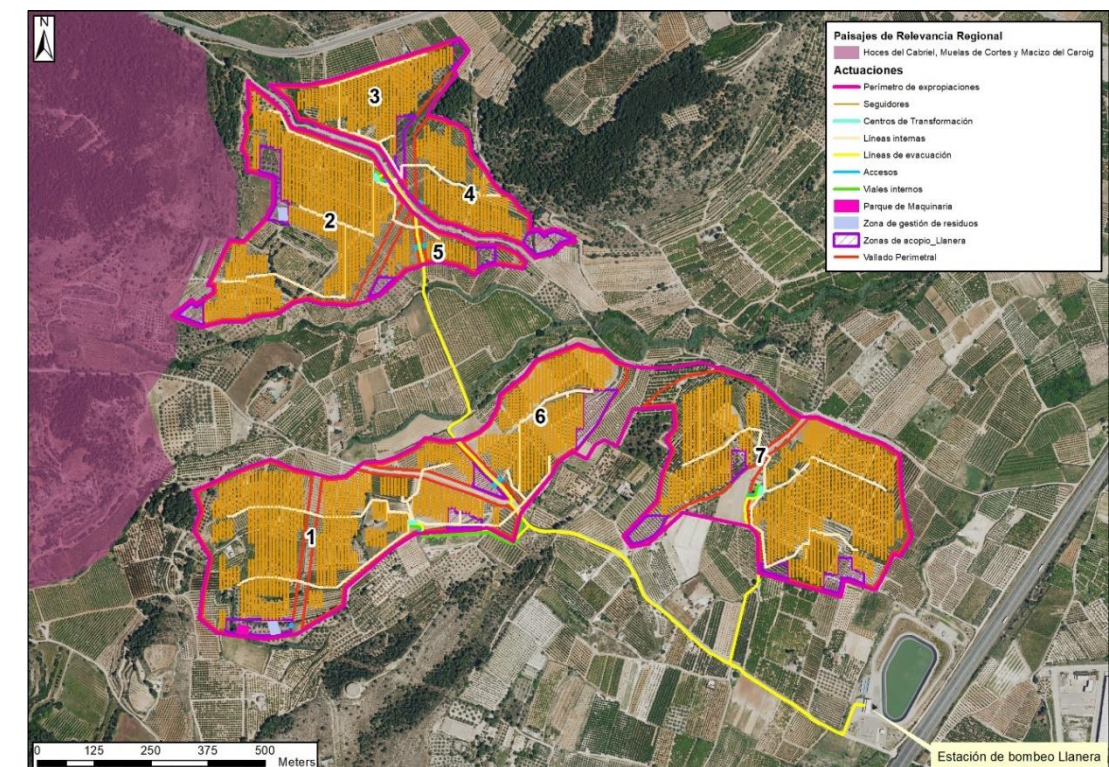 N
Paisajes de Relevancia Regional
Hoces del Cabriel, Muelas de Cortes y Macizo del Caroig
Actuaciones
Perímetro de expropiaciones
Seguidores
Centros de Transformación
Líneas internas
Líneas de evacuación
Accesos
Viales internos
Parque de Maquinaria
Zona de gestión de residuos
Zonas de acopio_Llanera
Vallado Perimetral
3
4
2
5
6
7
1
0 125 250 375 500
Meters
Estación de bombeo Llanera